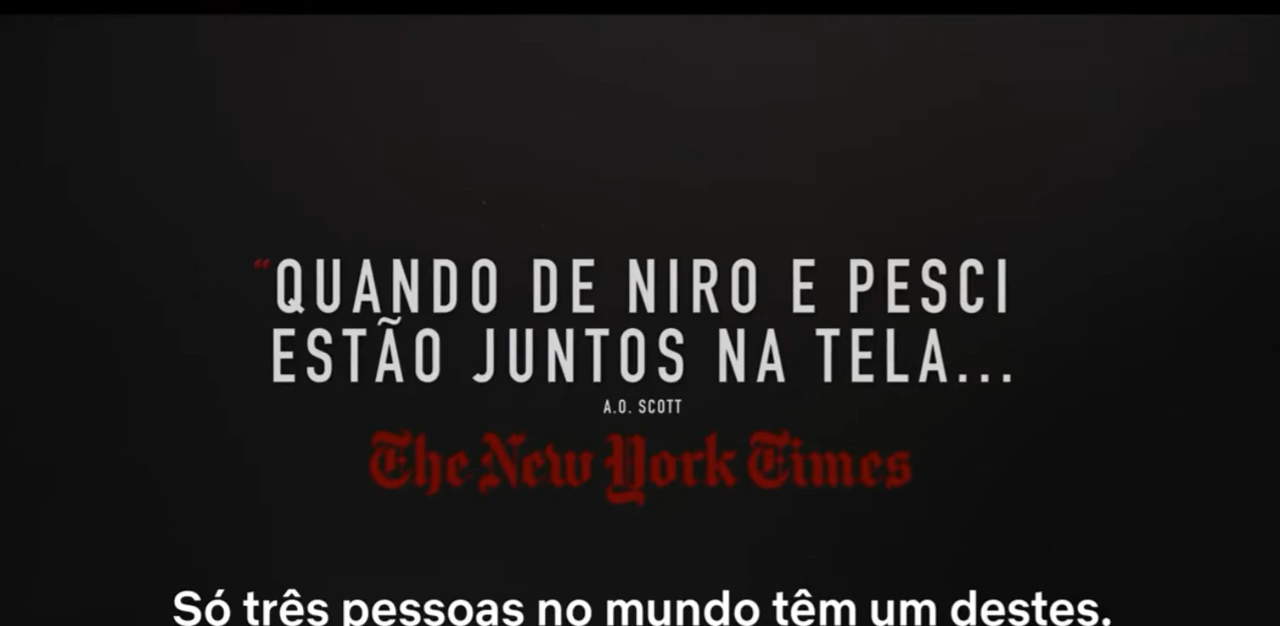 “QUANDO DE NIRO E PESCI
ESTÃO JUNTOS NA TELA...
A.O. SCOTT
The New York Times
Só três pessoas no mundo têm um destes.